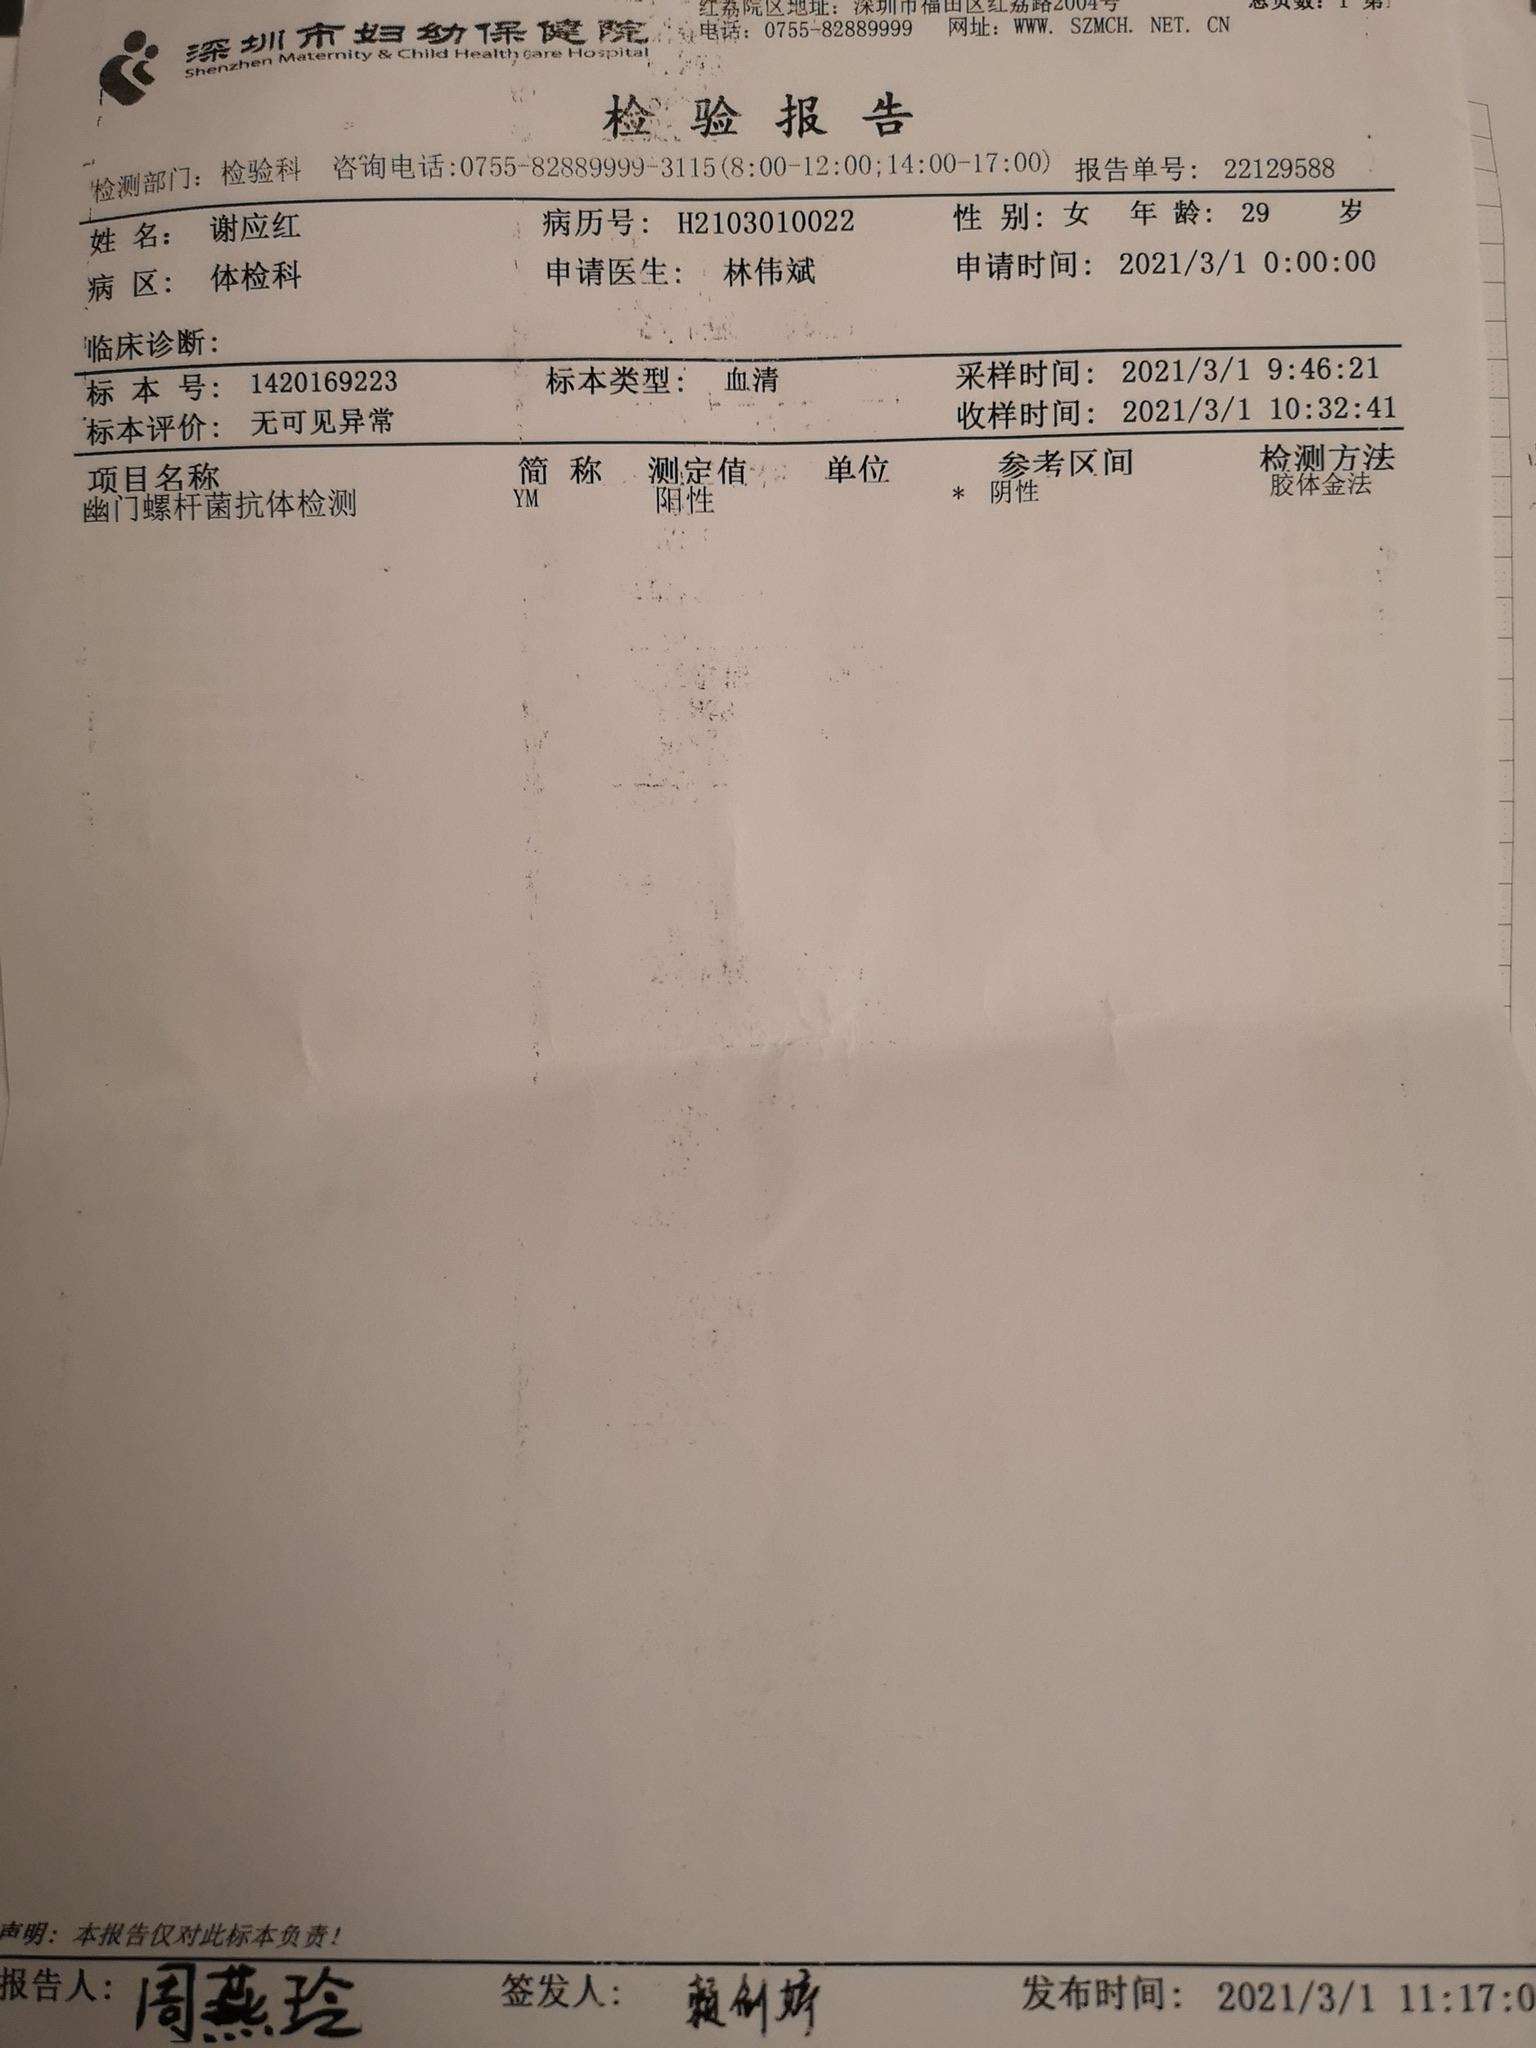 红荔院区地址: 深圳市福田区红荔路2004号 总页数: 1 第
深圳市妇幼保健院 电话: 0755-82889999 网址: WWW. SZMCH. NET. CN
Shenzhen Maternity & Child Healthcare Hospital
检验报告
检测部门: 检验科 咨询电话:0755-82889999-3115(8:00-12:00;14:00-17:00) 报告单号: 22129588
姓 名: 谢应红 病历号: H2103010022 性 别: 女 年 龄: 29 岁
病 区: 体检科 申请医生: 林伟斌 申请时间: 2021/3/1 0:00:00
临床诊断:
标 本 号: 1420169223 标本类型: 血清 采样时间: 2021/3/1 9:46:21
标本评价: 无可见异常 收样时间: 2021/3/1 10:32:41
项目名称 简 称 测定值 单位 参考区间 检测方法
幽门螺杆菌抗体检测 YM 阳性 * 阴性 胶体金法
声明: 本报告仅对此标本负责!
报告人: 周燕玲 签发人: 发布时间: 2021/3/1 11:17:0